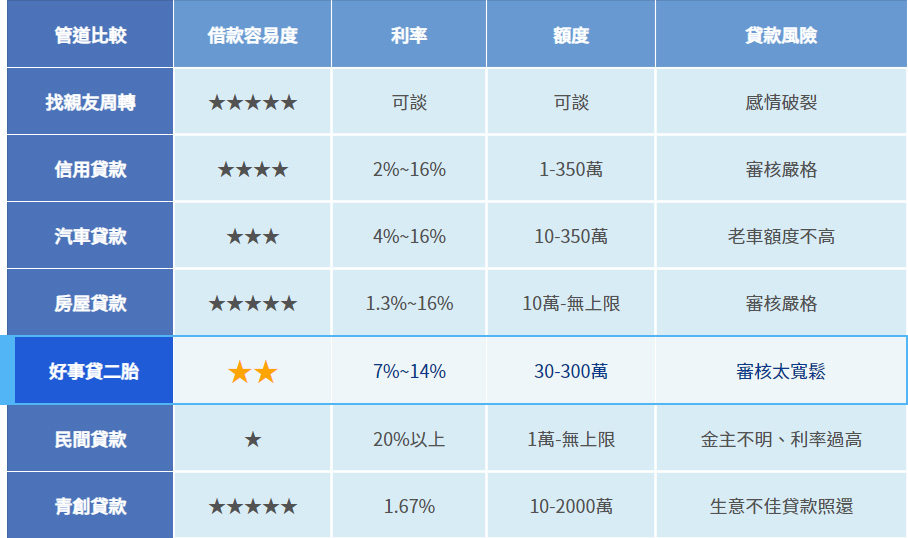 管道比較 借款容易度 利率 額度 貸款風險
找親友周轉 ★★★★★ 可談 可談 感情破裂
信用貸款 ★★★★ 2%~16% 1-350萬 審核嚴格
汽車貸款 ★★★ 4%~16% 10-350萬 老車額度不高
房屋貸款 ★★★★★ 1.3%~16% 10萬-無上限 審核嚴格
好事貸二胎 ★★ 7%~14% 30-300萬 審核太寬鬆
民間貸款 ★ 20%以上 1萬-無上限 金主不明、利率過高
青創貸款 ★★★★★ 1.67% 10-2000萬 生意不佳貸款照還